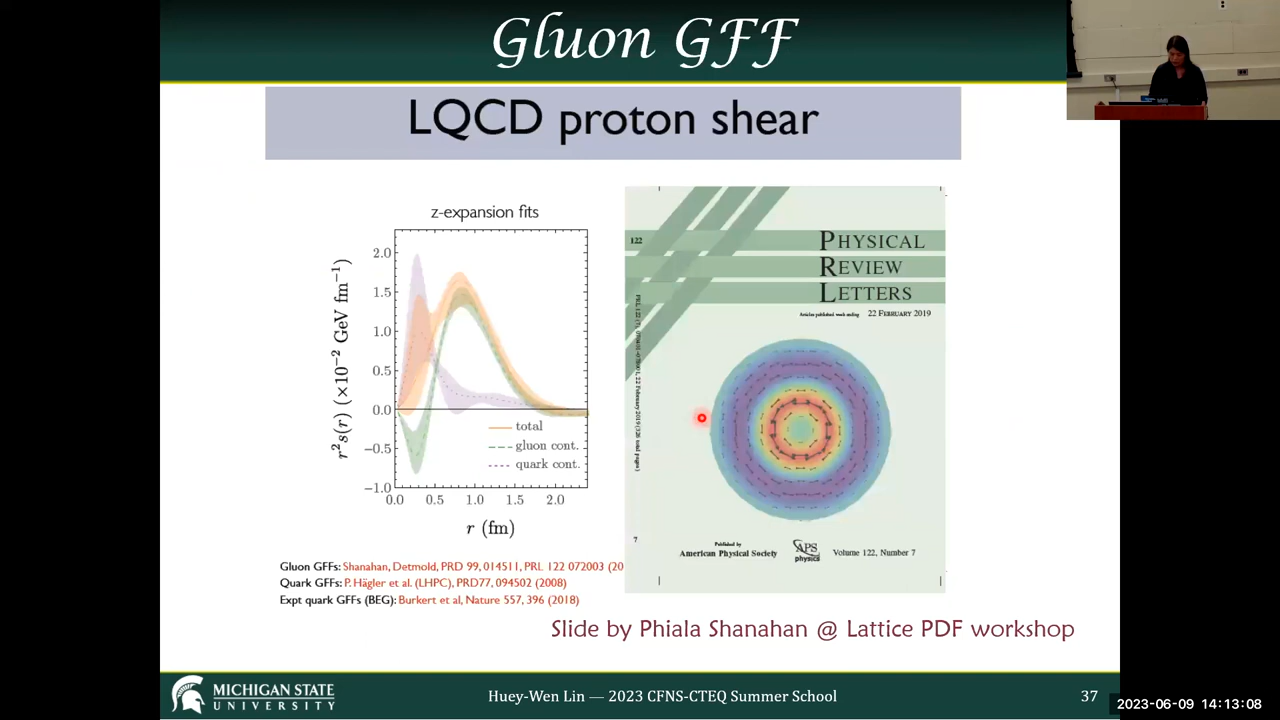 Gluon GFF
LQCD proton shear
z-expansion fits
2.0
1.5
1.0
0.5
0.0
−0.5
−1.0
r²s(r) (×10⁻² GeV fm⁻¹)
total
gluon cont.
quark cont.
0.0 0.5 1.0 1.5 2.0
r (fm)
122
PHYSICAL
REVIEW
LETTERS
Articles published week ending 22 FEBRUARY 2019
7
Published by
American Physical Society
APS
physics
Volume 122, Number 7
Gluon GFFs: Shanahan, Detmold, PRD 99, 014511, PRL 122 072003 (20
Quark GFFs: P. Hägler et al. (LHPC), PRD77, 094502 (2008)
Expt quark GFFs (BEG): Burkert et al, Nature 557, 396 (2018)
Slide by Phiala Shanahan @ Lattice PDF workshop
MICHIGAN STATE
UNIVERSITY
Huey-Wen Lin — 2023 CFNS-CTEQ Summer School
37
2023-06-09 14:13:08